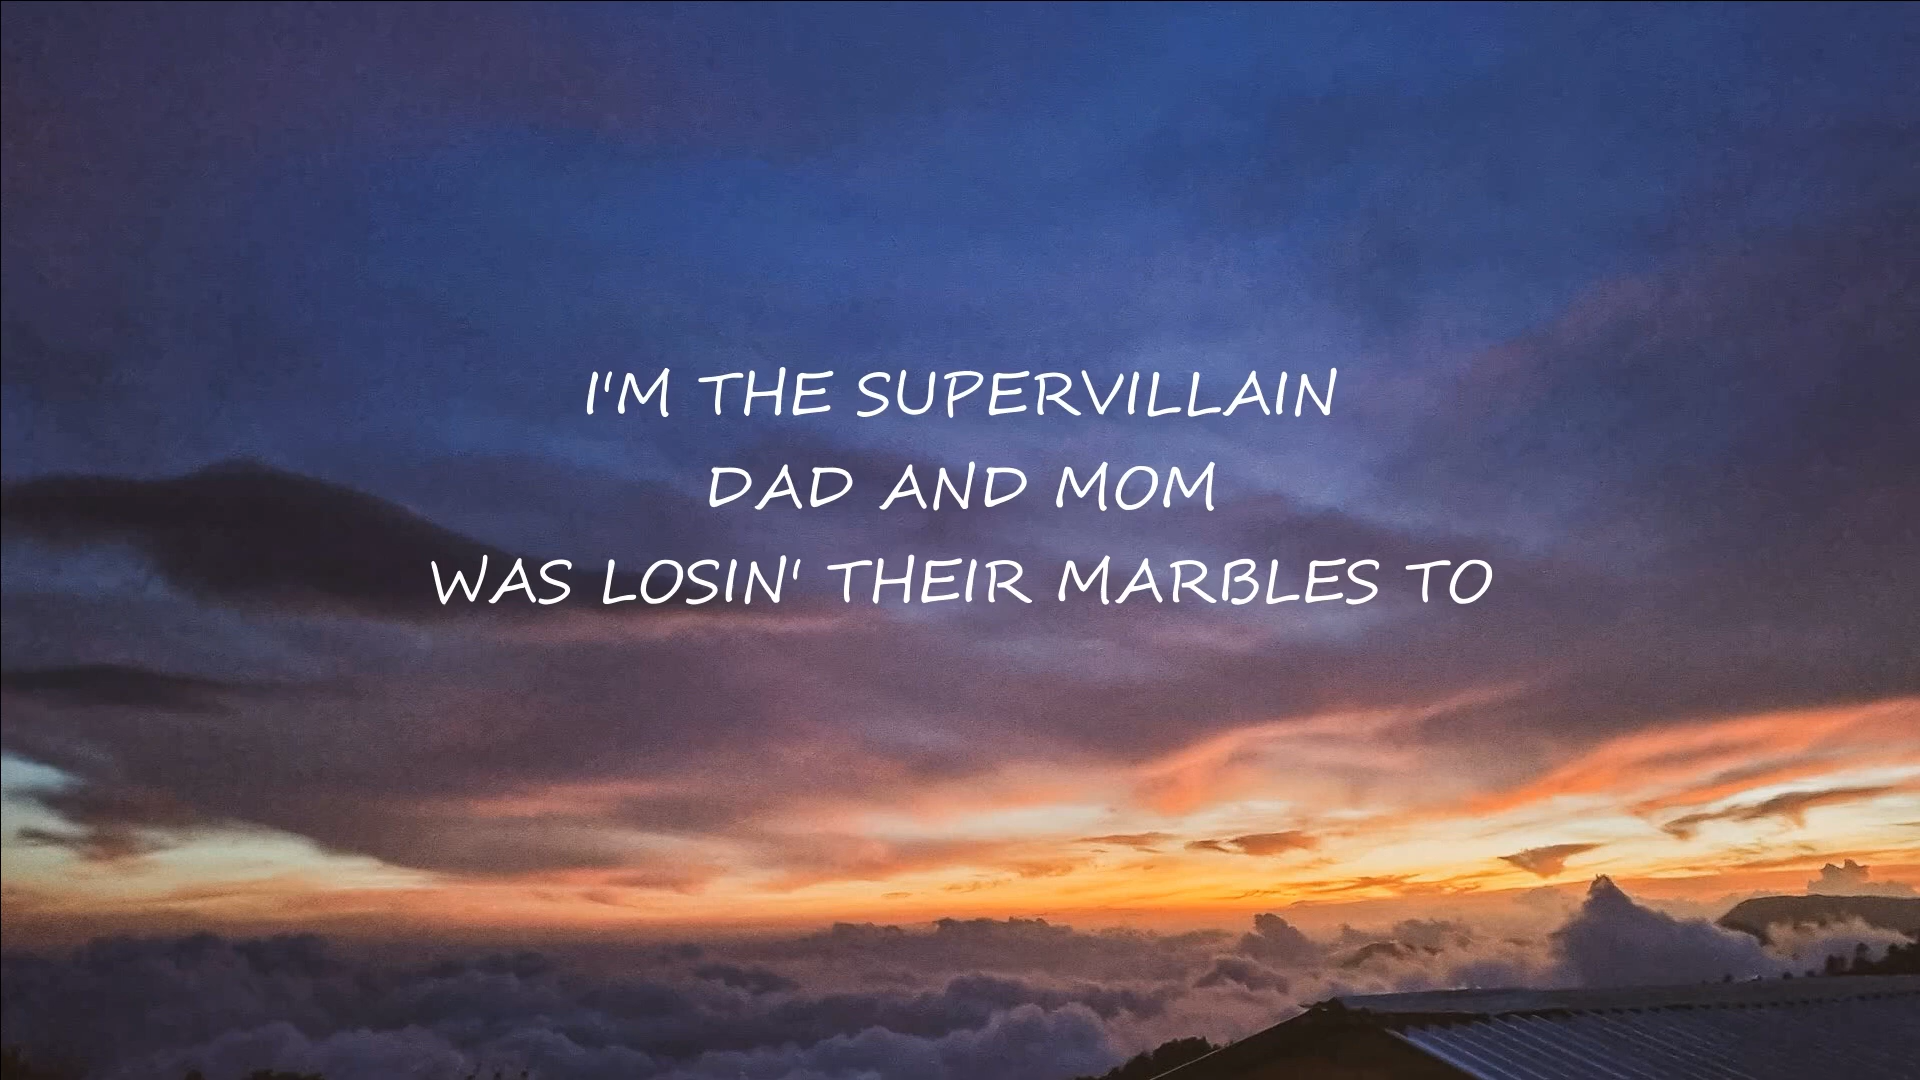 I'M THE SUPERVILLAIN
DAD AND MOM
WAS LOSIN' THEIR MARBLES TO